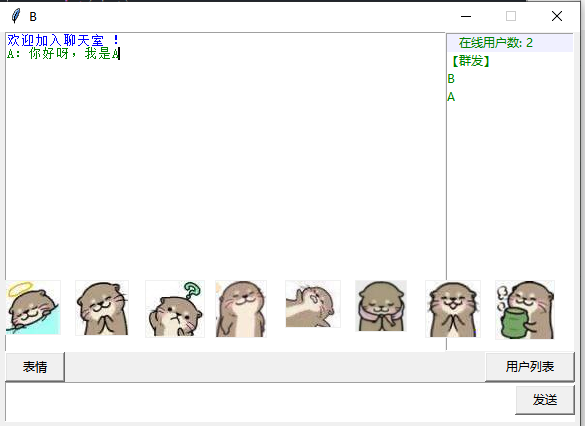 B
欢迎加入聊天室 ！
A: 你好呀，我是A
在线用户数: 2
【群发】
B
A
表情
用户列表
发送